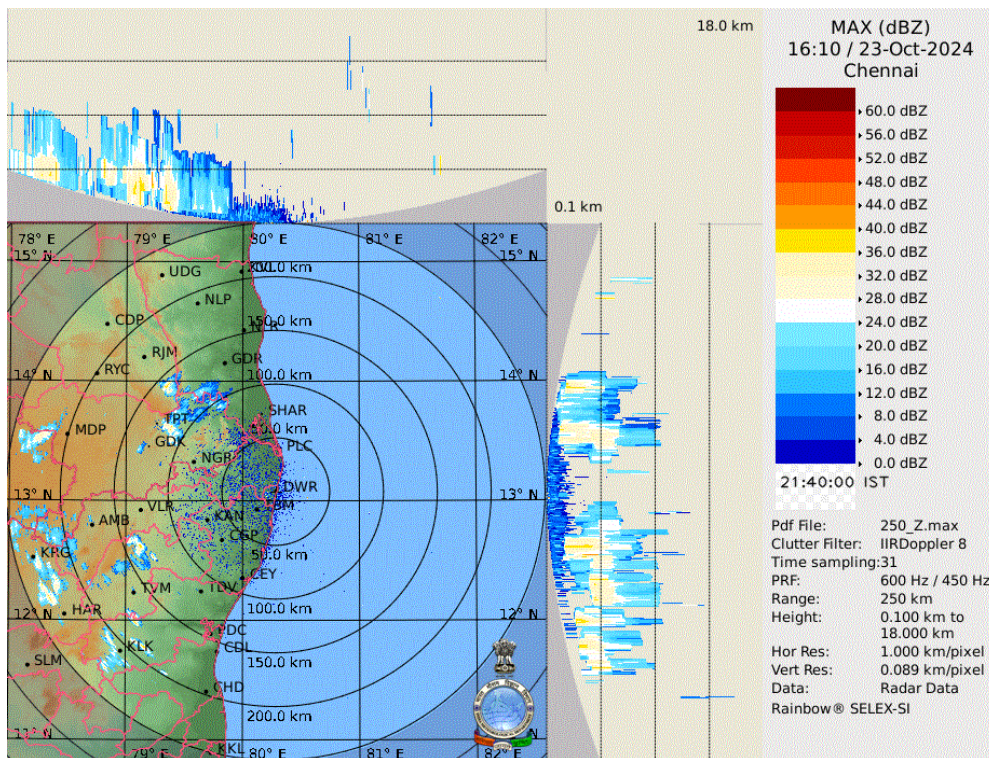 18.0 km
0.1 km
MAX (dBZ)
16:10 / 23-Oct-2024
Chennai
60.0 dBZ
56.0 dBZ
52.0 dBZ
48.0 dBZ
44.0 dBZ
40.0 dBZ
36.0 dBZ
32.0 dBZ
28.0 dBZ
24.0 dBZ
20.0 dBZ
16.0 dBZ
12.0 dBZ
8.0 dBZ
4.0 dBZ
0.0 dBZ
21:40:00 IST
Pdf File: 250_Z.max
Clutter Filter: IIRDoppler 8
Time sampling:31
PRF: 600 Hz / 450 Hz
Range: 250 km
Height: 0.100 km to
18.000 km
Hor Res: 1.000 km/pixel
Vert Res: 0.089 km/pixel
Data: Radar Data
Rainbow® SELEX-SI
78° E 79° E 80° E 81° E 82° E
15° N
UDG
NLP
CDP
150.0 km
RJM
GDR
RYC
100.0 km
14° N
SHAR
TPT
MDP
GDK
PLC
NGR
DWR
13° N
VLR
AMB
CGP
KRG
50.0 km
CEY
TVM
TDV
100.0 km
HAR
12° N
CDL
KLK
150.0 km
SLM
CHD
200.0 km
11° N
KKL
79° E 80° E 81° E 82° E